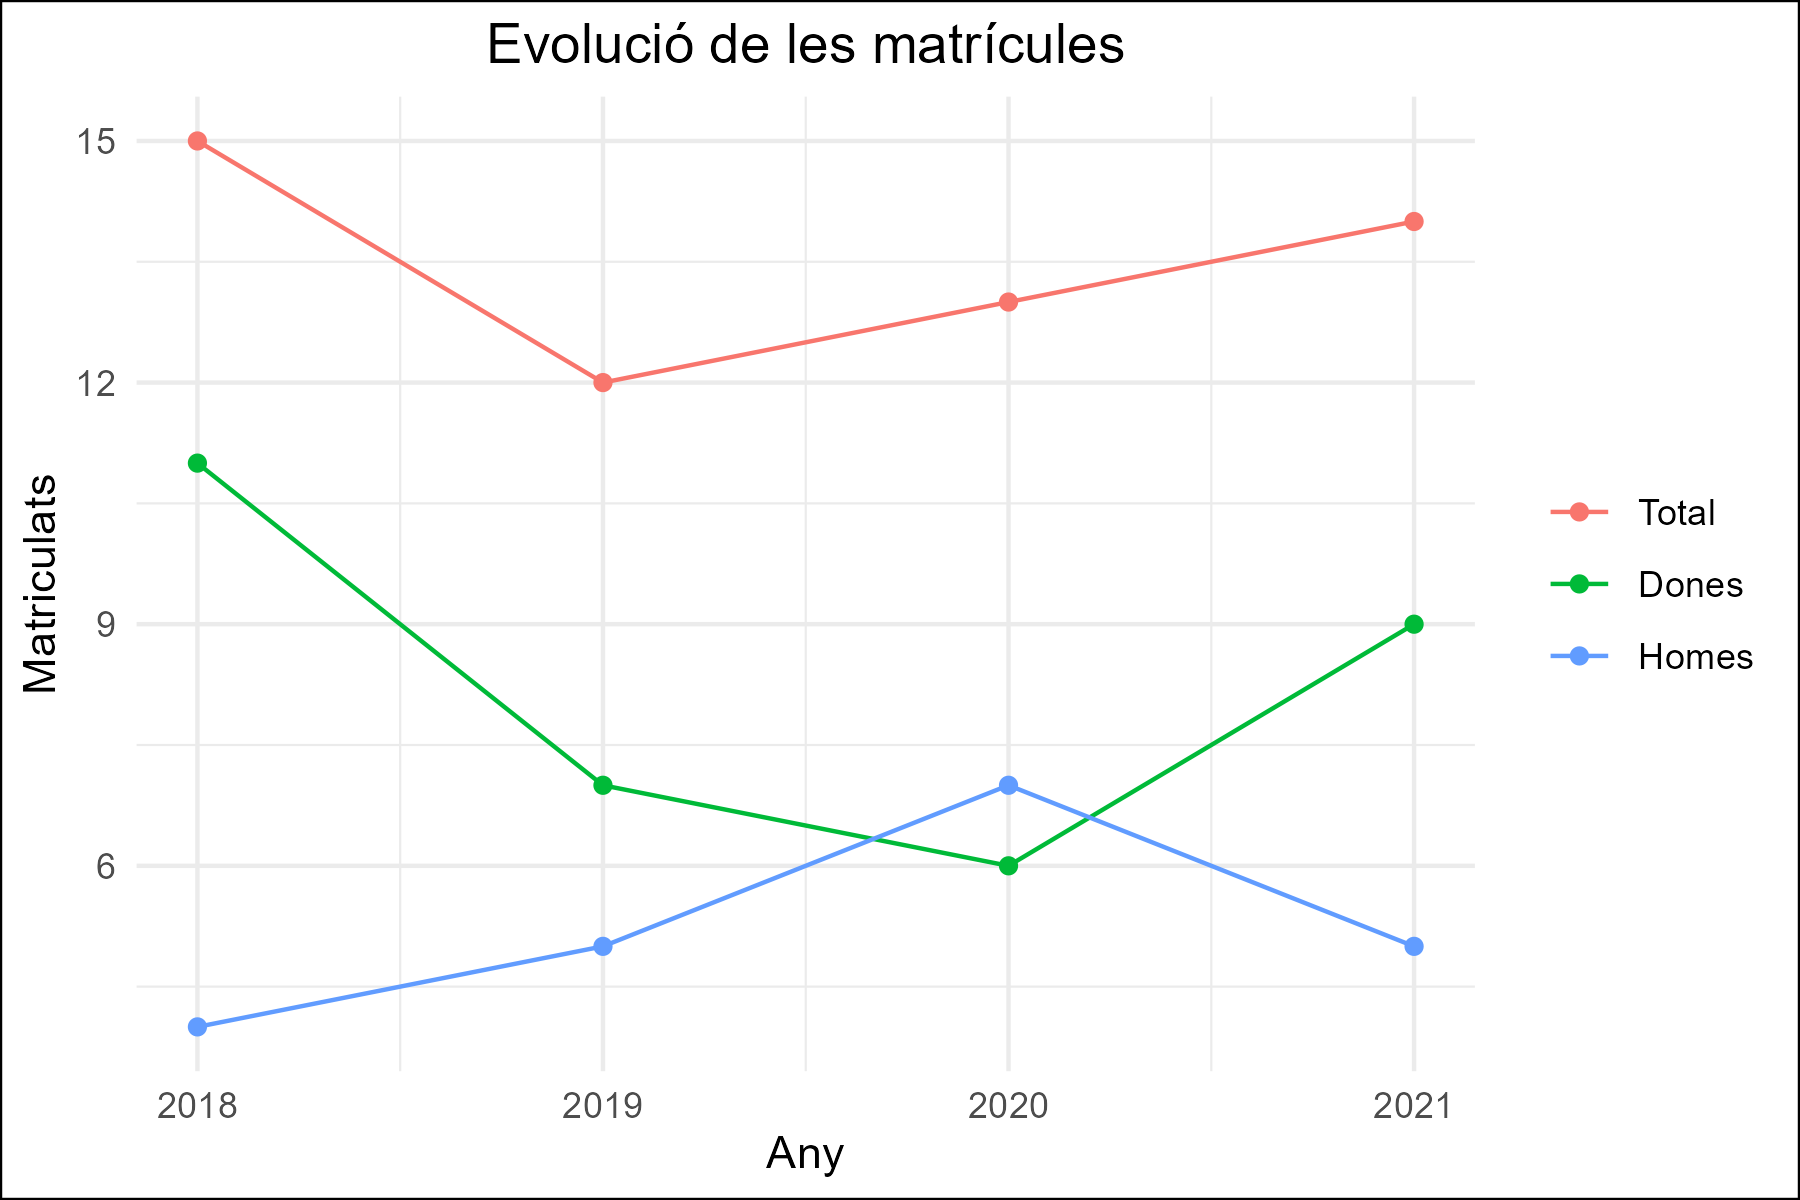 Evolució de les matrícules
15
12
9
6
Matriculats
2018
2019
2020
2021
Any
Total
Dones
Homes